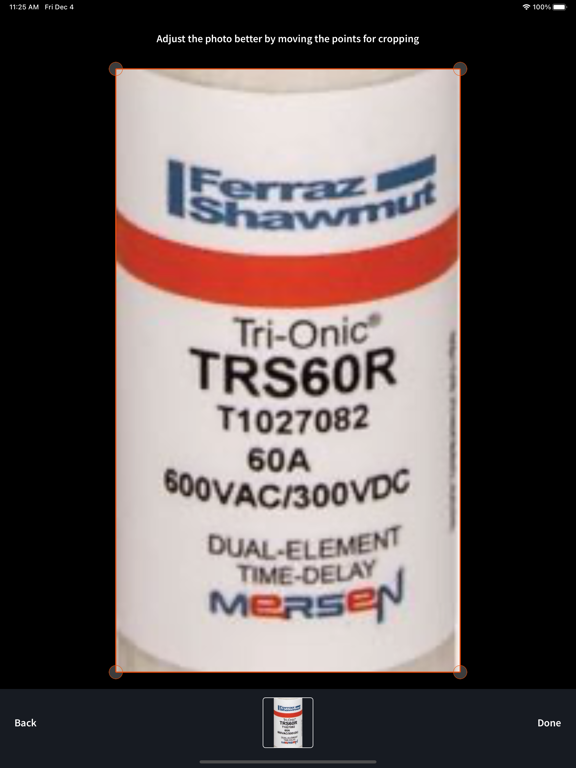 11:25 AM Fri Dec 4
100%
Adjust the photo better by moving the points for cropping
Ferraz
Shawmut
Tri-Onic®
TRS60R
T1027082
60A
600VAC/300VDC
DUAL-ELEMENT
TIME-DELAY
MERSEN
Back
Done